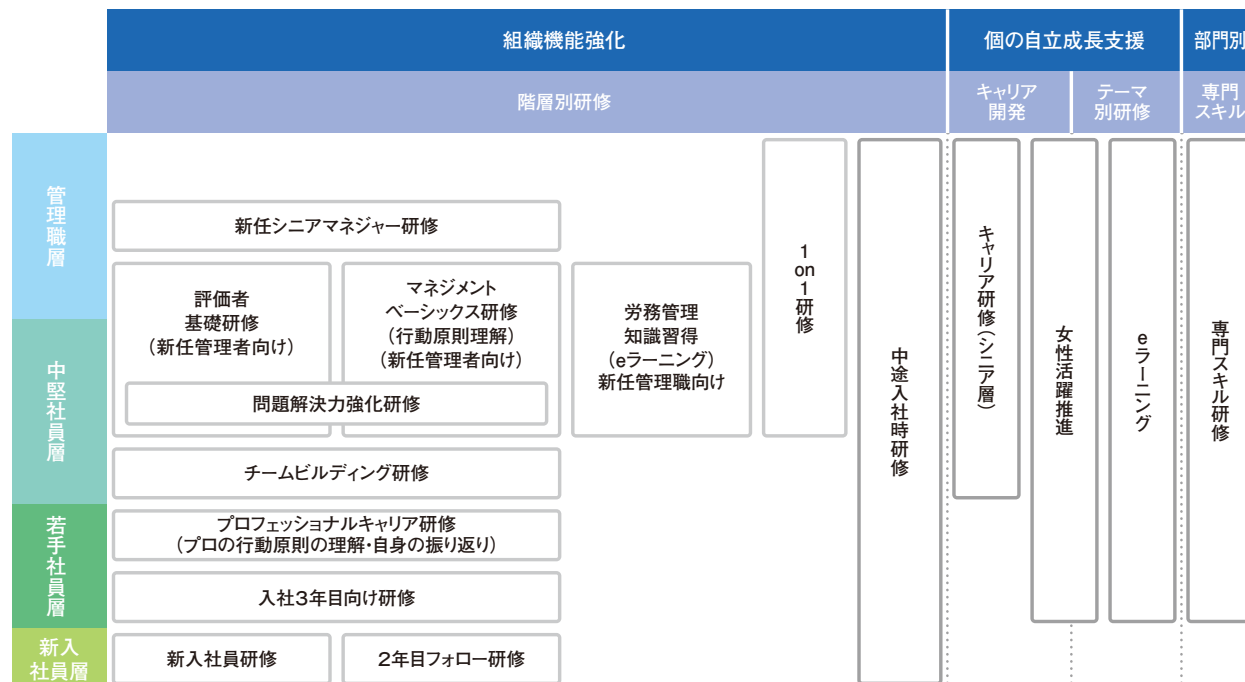 組織機能強化
個の自立成長支援
部門別
階層別研修
キャリア
開発
テーマ
別研修
専門
スキル
管理職層
中堅社員層
若手社員層
新入
社員層
新任シニアマネジャー研修
評価者
基礎研修
(新任管理者向け)
マネジメント
ベーシックス研修
(行動原則理解)
(新任管理者向け)
問題解決力強化研修
労務管理
知識習得
(eラーニング)
新任管理職向け
チームビルディング研修
プロフェッショナルキャリア研修
(プロの行動原則の理解・自身の振り返り)
入社3年目向け研修
新入社員研修
2年目フォロー研修
1on1研修
中途入社時研修
キャリア研修(シニア層)
女性活躍推進
eラーニング
専門スキル研修